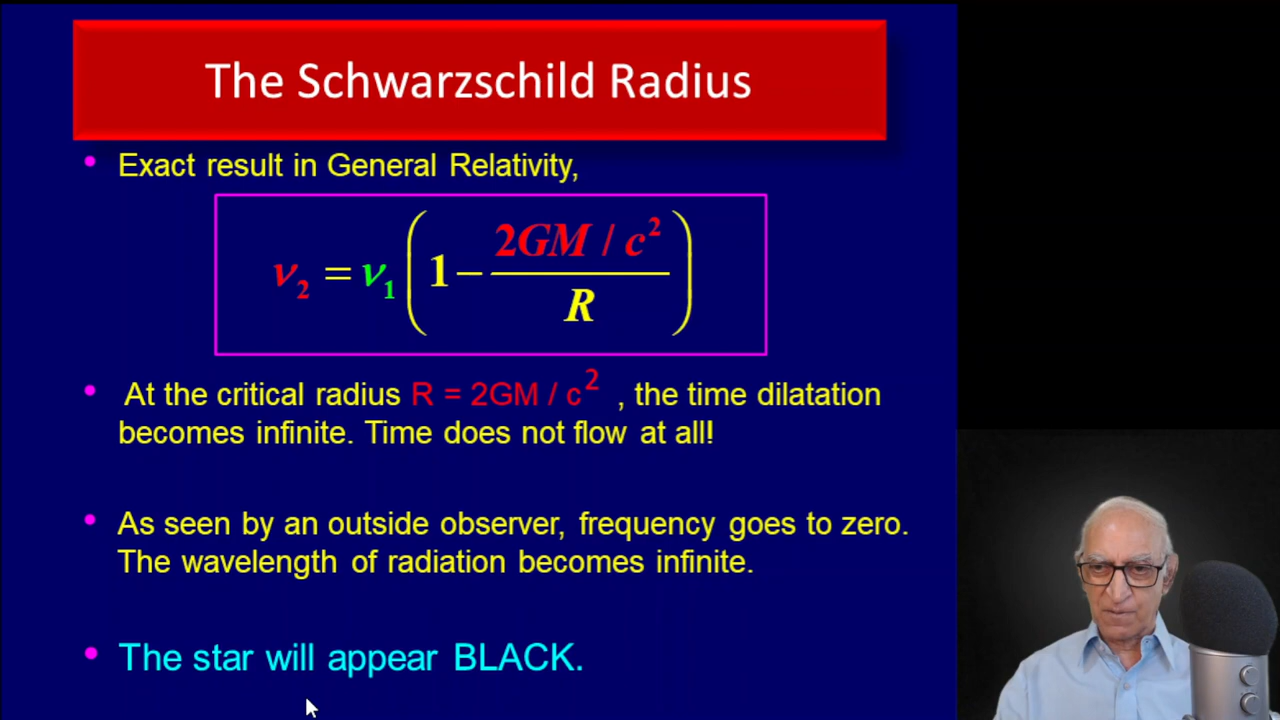 The Schwarzschild Radius
• Exact result in General Relativity,
ν₂ = ν₁ (1 − (2GM / c²) / R)
• At the critical radius R = 2GM / c² , the time dilatation
becomes infinite. Time does not flow at all!
• As seen by an outside observer, frequency goes to zero.
The wavelength of radiation becomes infinite.
• The star will appear BLACK.